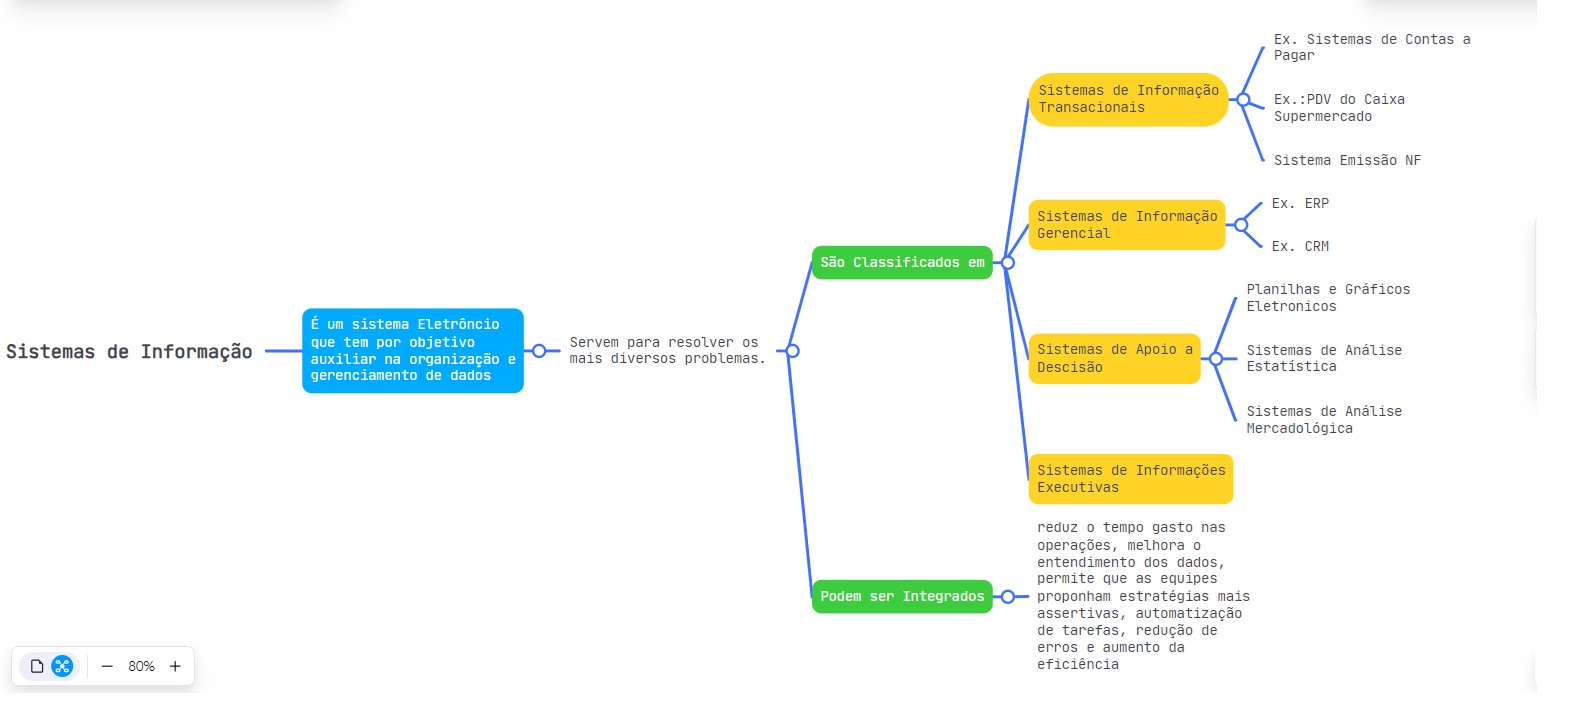 Sistemas de Informação
É um sistema Eletrôncio
que tem por objetivo
auxiliar na organização e
gerenciamento de dados
Servem para resolver os
mais diversos problemas.
São Classificados em
Sistemas de Informação
Transacionais
Ex. Sistemas de Contas a
Pagar
Ex.:PDV do Caixa
Supermercado
Sistema Emissão NF
Sistemas de Informação
Gerencial
Ex. ERP
Ex. CRM
Sistemas de Apoio a
Descisão
Planilhas e Gráficos
Eletronicos
Sistemas de Análise
Estatística
Sistemas de Análise
Mercadológica
Sistemas de Informações
Executivas
Podem ser Integrados
reduz o tempo gasto nas
operações, melhora o
entendimento dos dados,
permite que as equipes
proponham estratégias mais
assertivas, automatização
de tarefas, redução de
erros e aumento da
eficiência
80%